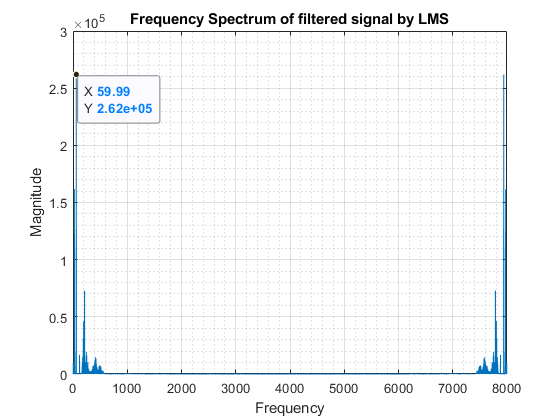 Frequency Spectrum of filtered signal by LMS
×10^5
3
2.5
2
1.5
1
0.5
0
X 59.99
Y 2.62e+05
Magnitude
0 1000 2000 3000 4000 5000 6000 7000 8000
Frequency